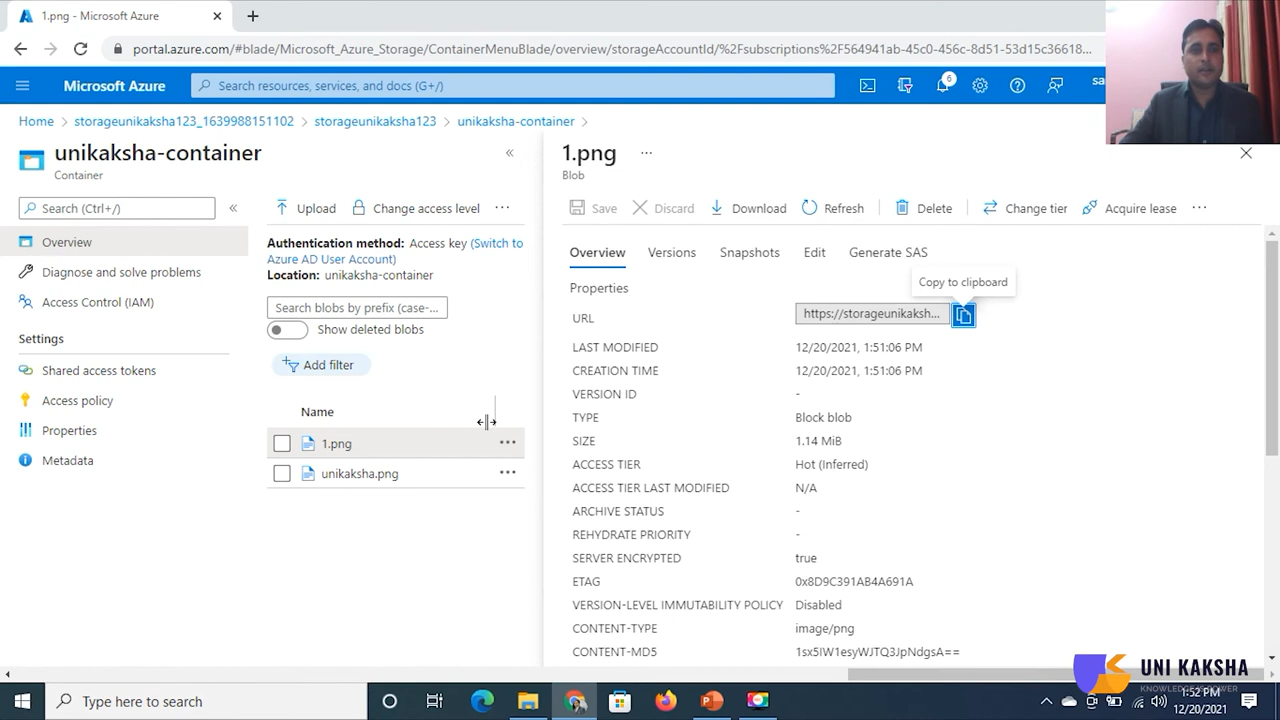 1.png - Microsoft Azure
portal.azure.com/#blade/Microsoft_Azure_Storage/ContainerMenuBlade/overview/storageAccountId/%2Fsubscriptions%2F564941ab-45c0-456c-8d51-53d15c36618...
Microsoft Azure
Search resources, services, and docs (G+/)
6
sa
Home
storageunikaksha123_1639988151102
storageunikaksha123
unikaksha-container
unikaksha-container
Container
Search (Ctrl+/)
Overview
Diagnose and solve problems
Access Control (IAM)
Settings
Shared access tokens
Access policy
Properties
Metadata
Upload
Change access level
Authentication method: Access key (Switch to
Azure AD User Account)
Location: unikaksha-container
Search blobs by prefix (case-...
Show deleted blobs
Add filter
Name
1.png
unikaksha.png
1.png
Blob
Save
Discard
Download
Refresh
Delete
Change tier
Acquire lease
Overview
Versions
Snapshots
Edit
Generate SAS
Copy to clipboard
Properties
URL https://storageunikaksh...
LAST MODIFIED 12/20/2021, 1:51:06 PM
CREATION TIME 12/20/2021, 1:51:06 PM
VERSION ID -
TYPE Block blob
SIZE 1.14 MiB
ACCESS TIER Hot (Inferred)
ACCESS TIER LAST MODIFIED N/A
ARCHIVE STATUS -
REHYDRATE PRIORITY -
SERVER ENCRYPTED true
ETAG 0x8D9C391AB4A691A
VERSION-LEVEL IMMUTABILITY POLICY Disabled
CONTENT-TYPE image/png
CONTENT-MD5 1sx5IW1esyWJTQ3JpNdgsA==
UNI KAKSHA
KNOWLEDGE IS POWER
Type here to search
1:52 PM
12/20/2021